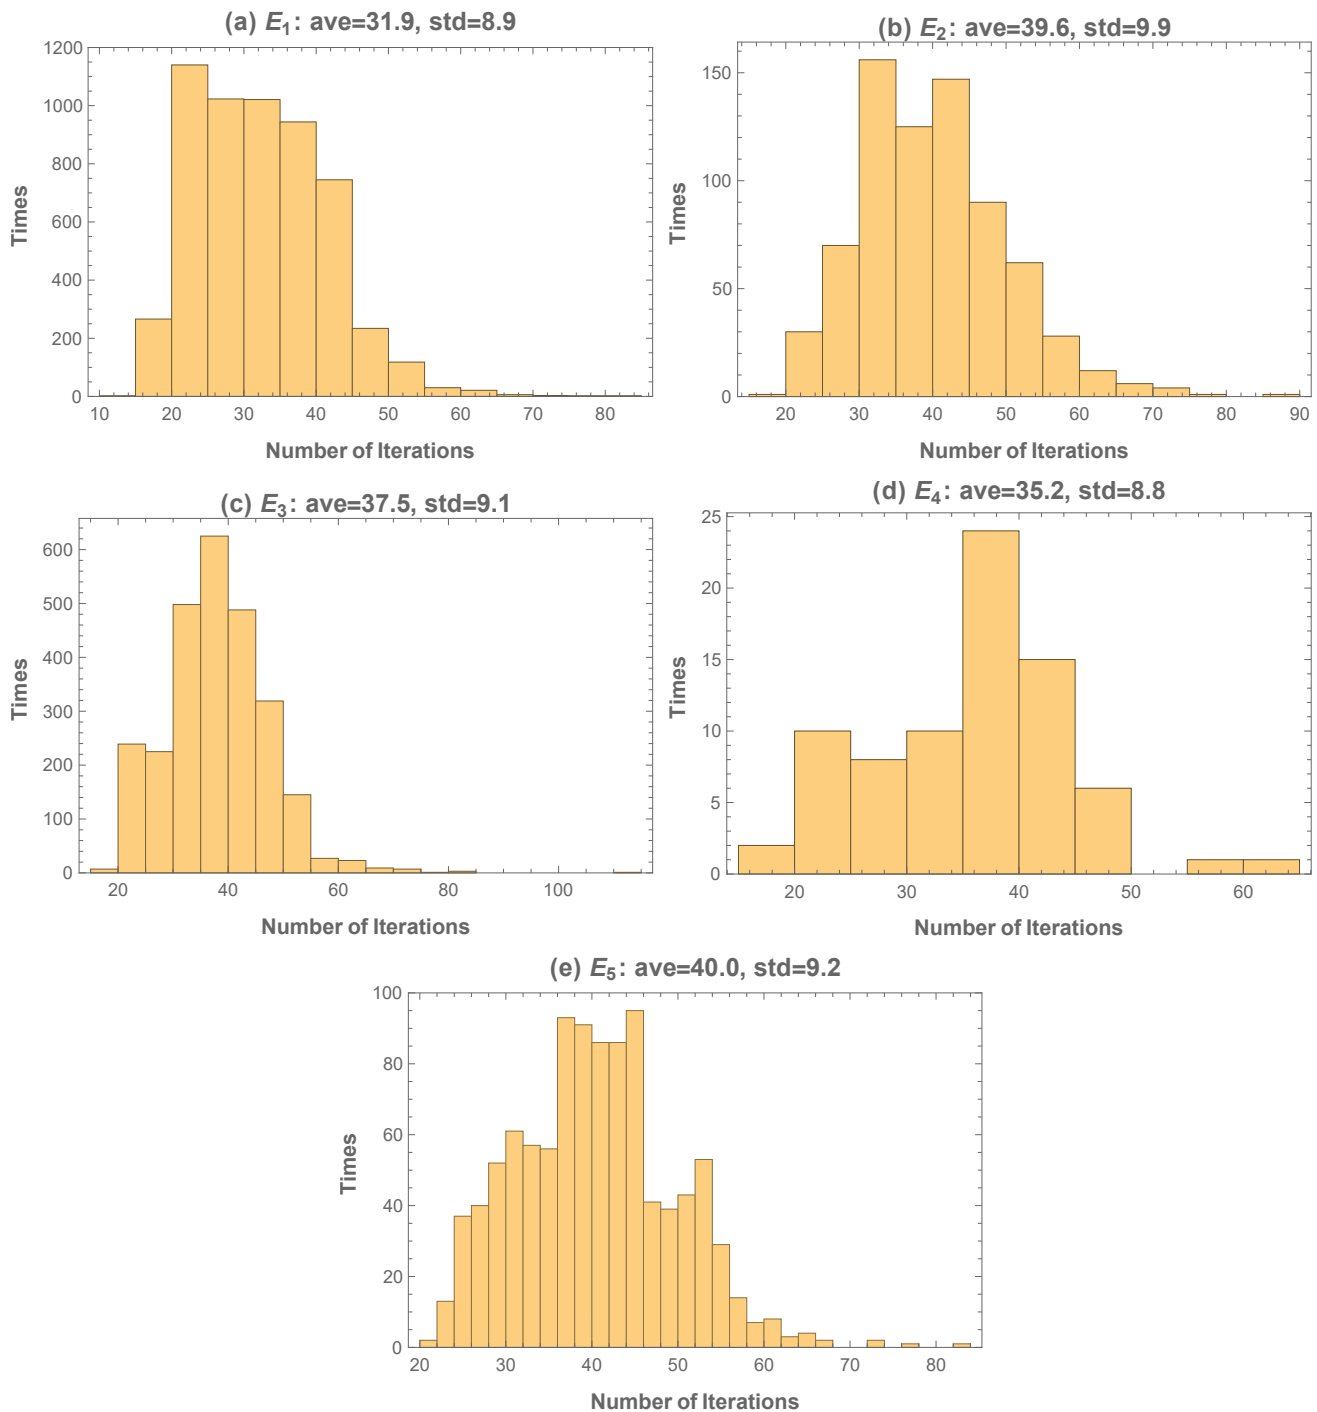 (a) E1: ave=31.9, std=8.9
1200
1000
800
600
400
200
0
Times
10 20 30 40 50 60 70 80
Number of Iterations
(b) E2: ave=39.6, std=9.9
150
100
50
0
Times
20 30 40 50 60 70 80 90
Number of Iterations
(c) E3: ave=37.5, std=9.1
600
500
400
300
200
100
0
Times
20 40 60 80 100
Number of Iterations
(d) E4: ave=35.2, std=8.8
25
20
15
10
5
0
Times
20 30 40 50 60
Number of Iterations
(e) E5: ave=40.0, std=9.2
100
80
60
40
20
0
Times
20 30 40 50 60 70 80
Number of Iterations